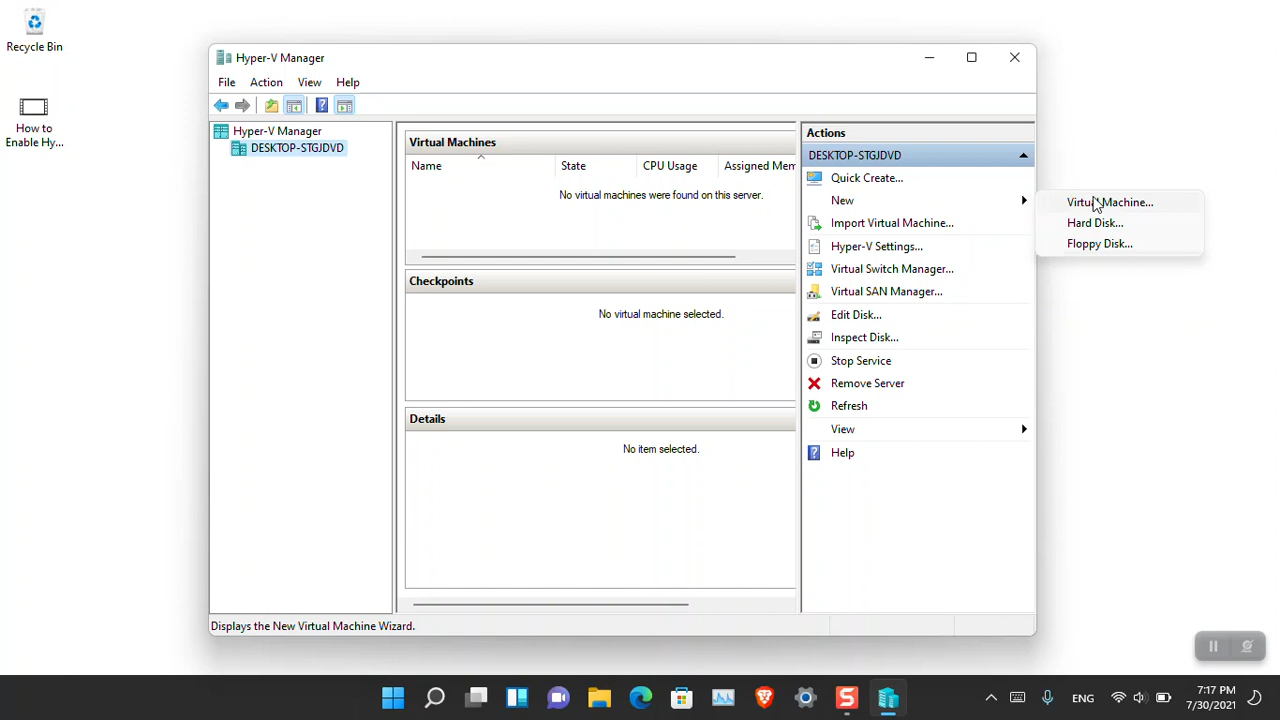 Recycle Bin
How to
Enable Hy...
Hyper-V Manager
File Action View Help
Hyper-V Manager
DESKTOP-STGJDVD
Virtual Machines
Name State CPU Usage Assigned Mem
No virtual machines were found on this server.
Checkpoints
No virtual machine selected.
Details
No item selected.
Actions
DESKTOP-STGJDVD
Quick Create...
New
Import Virtual Machine...
Hyper-V Settings...
Virtual Switch Manager...
Virtual SAN Manager...
Edit Disk...
Inspect Disk...
Stop Service
Remove Server
Refresh
View
Help
Virtual Machine...
Hard Disk...
Floppy Disk...
Displays the New Virtual Machine Wizard.
ENG
7:17 PM
7/30/2021